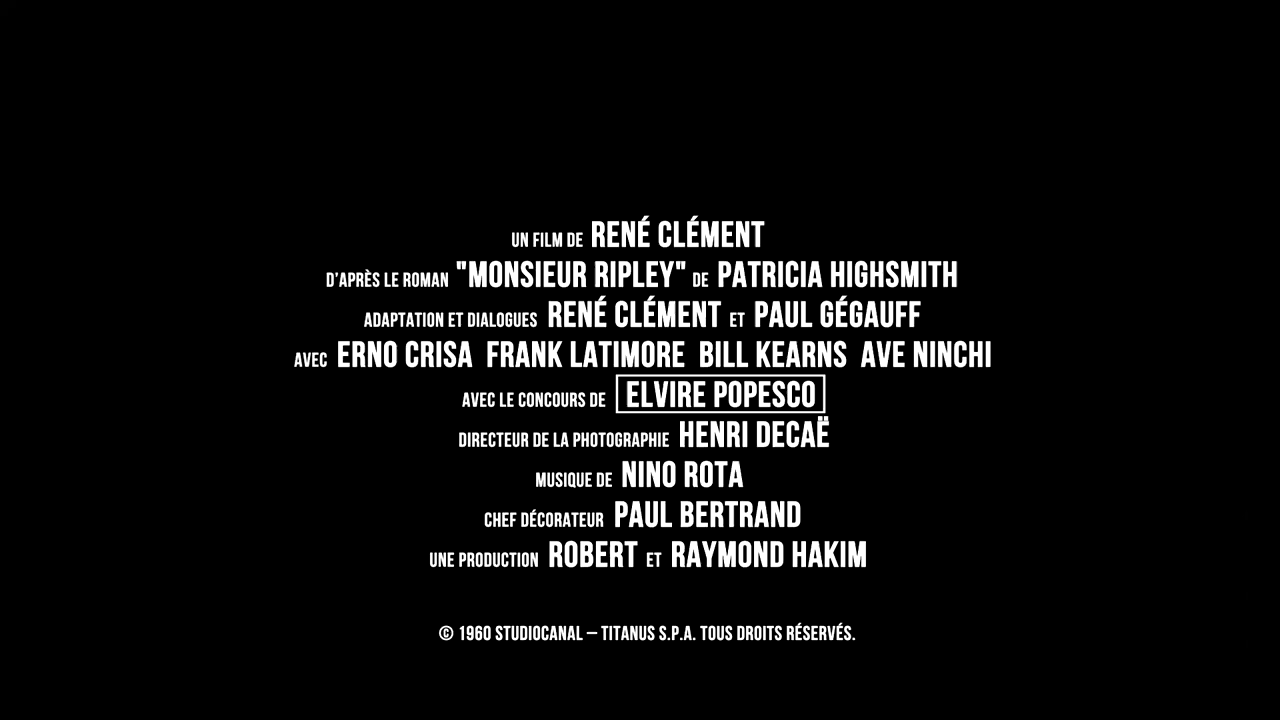 UN FILM DE RENÉ CLÉMENT
D'APRÈS LE ROMAN "MONSIEUR RIPLEY" DE PATRICIA HIGHSMITH
ADAPTATION ET DIALOGUES RENÉ CLÉMENT ET PAUL GÉGAUFF
AVEC ERNO CRISA FRANK LATIMORE BILL KEARNS AVE NINCHI
AVEC LE CONCOURS DE ELVIRE POPESCO
DIRECTEUR DE LA PHOTOGRAPHIE HENRI DECAË
MUSIQUE DE NINO ROTA
CHEF DÉCORATEUR PAUL BERTRAND
UNE PRODUCTION ROBERT ET RAYMOND HAKIM
© 1960 STUDIOCANAL – TITANUS S.P.A. TOUS DROITS RÉSERVÉS.